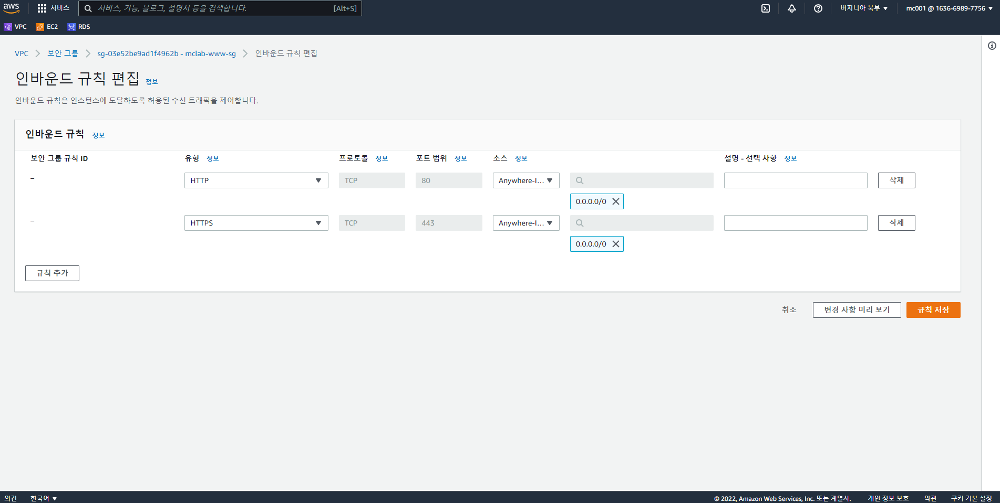 aws 서비스 서비스, 기능, 블로그, 설명서 등을 검색합니다. [Alt+S] 버지니아 북부 mc001 @ 1636-6989-7756
VPC EC2 RDS
VPC 보안 그룹 sg-03e52be9ad1f4962b - mclab-www-sg 인바운드 규칙 편집
인바운드 규칙 편집 정보
인바운드 규칙은 인스턴스에 도달하도록 허용된 수신 트래픽을 제어합니다.
인바운드 규칙 정보
보안 그룹 규칙 ID 유형 정보 프로토콜 정보 포트 범위 정보 소스 정보 설명 - 선택 사항 정보
– HTTP TCP 80 Anywhere-I... 삭제
0.0.0.0/0
– HTTPS TCP 443 Anywhere-I... 삭제
0.0.0.0/0
규칙 추가
취소 변경 사항 미리 보기 규칙 저장
의견 한국어 © 2022, Amazon Web Services, Inc. 또는 계열사. 개인 정보 보호 약관 쿠키 기본 설정